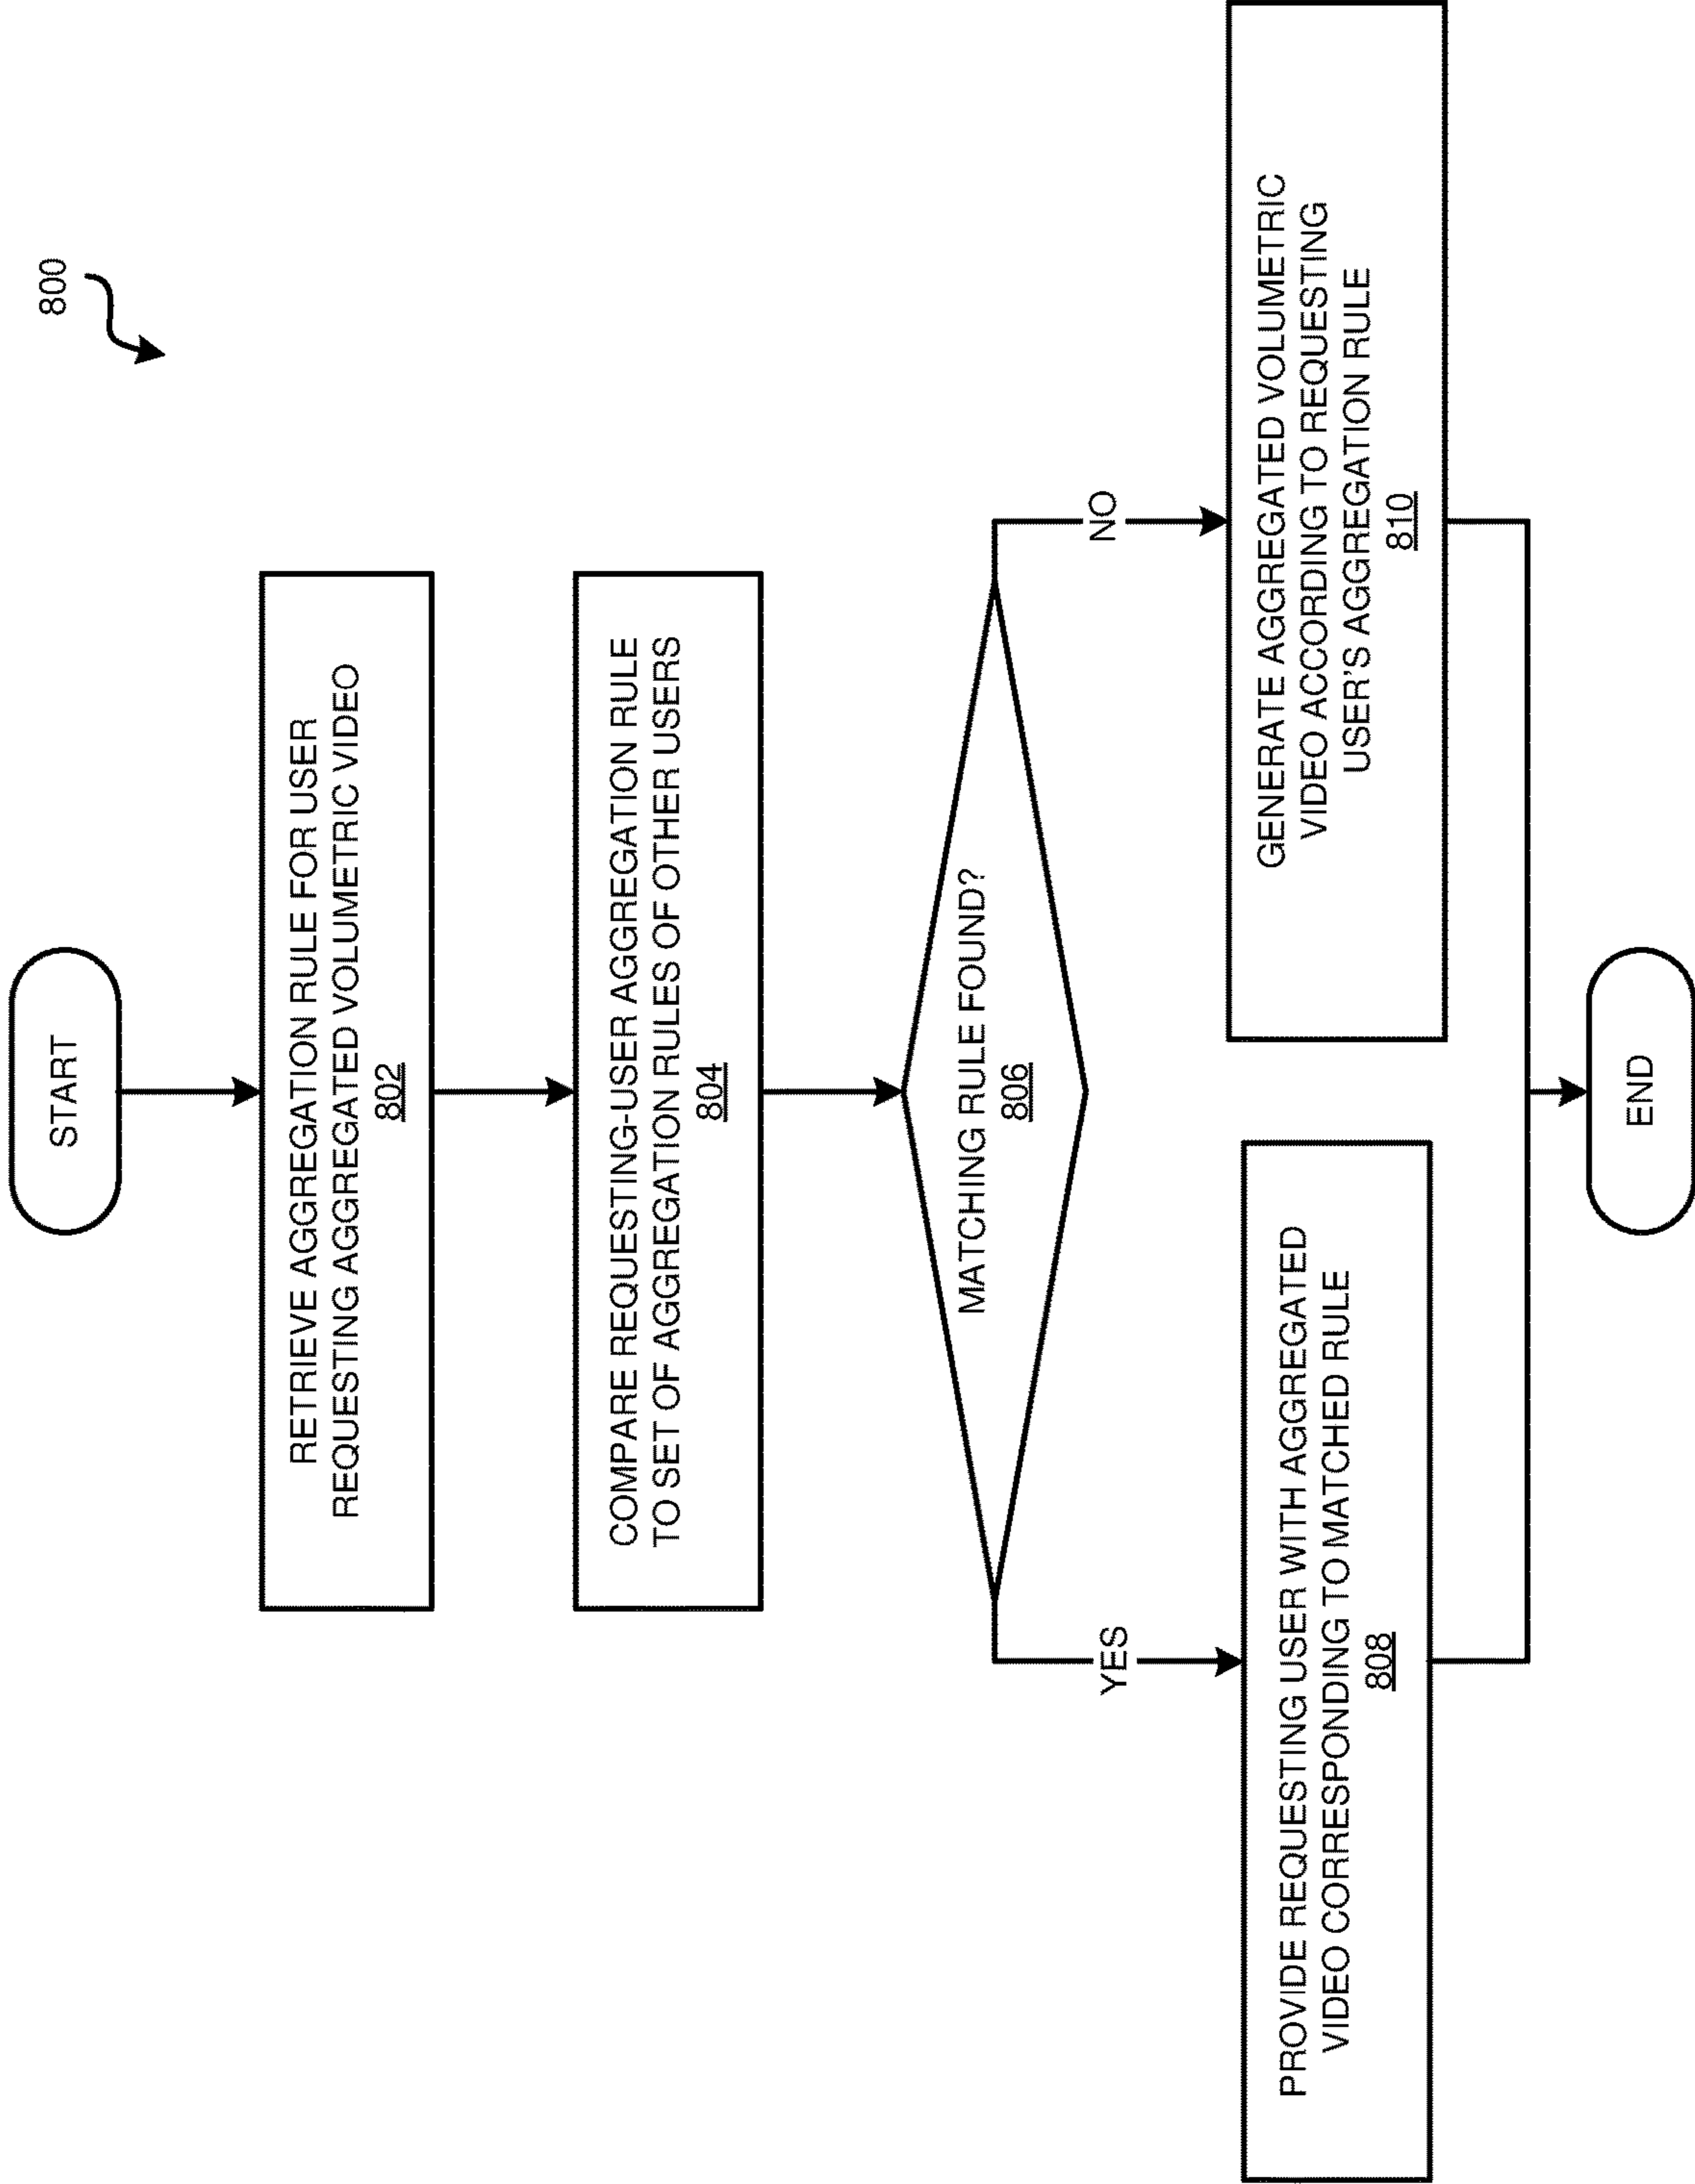 800
START
RETRIEVE AGGREGATION RULE FOR USER
REQUESTING AGGREGATED VOLUMETRIC VIDEO
802
COMPARE REQUESTING-USER AGGREGATION RULE
TO SET OF AGGREGATION RULES OF OTHER USERS
804
MATCHING RULE FOUND?
806
YES
NO
PROVIDE REQUESTING USER WITH AGGREGATED
VIDEO CORRESPONDING TO MATCHED RULE
808
GENERATE AGGREGATED VOLUMETRIC
VIDEO ACCORDING TO REQUESTING
USER'S AGGREGATION RULE
810
END